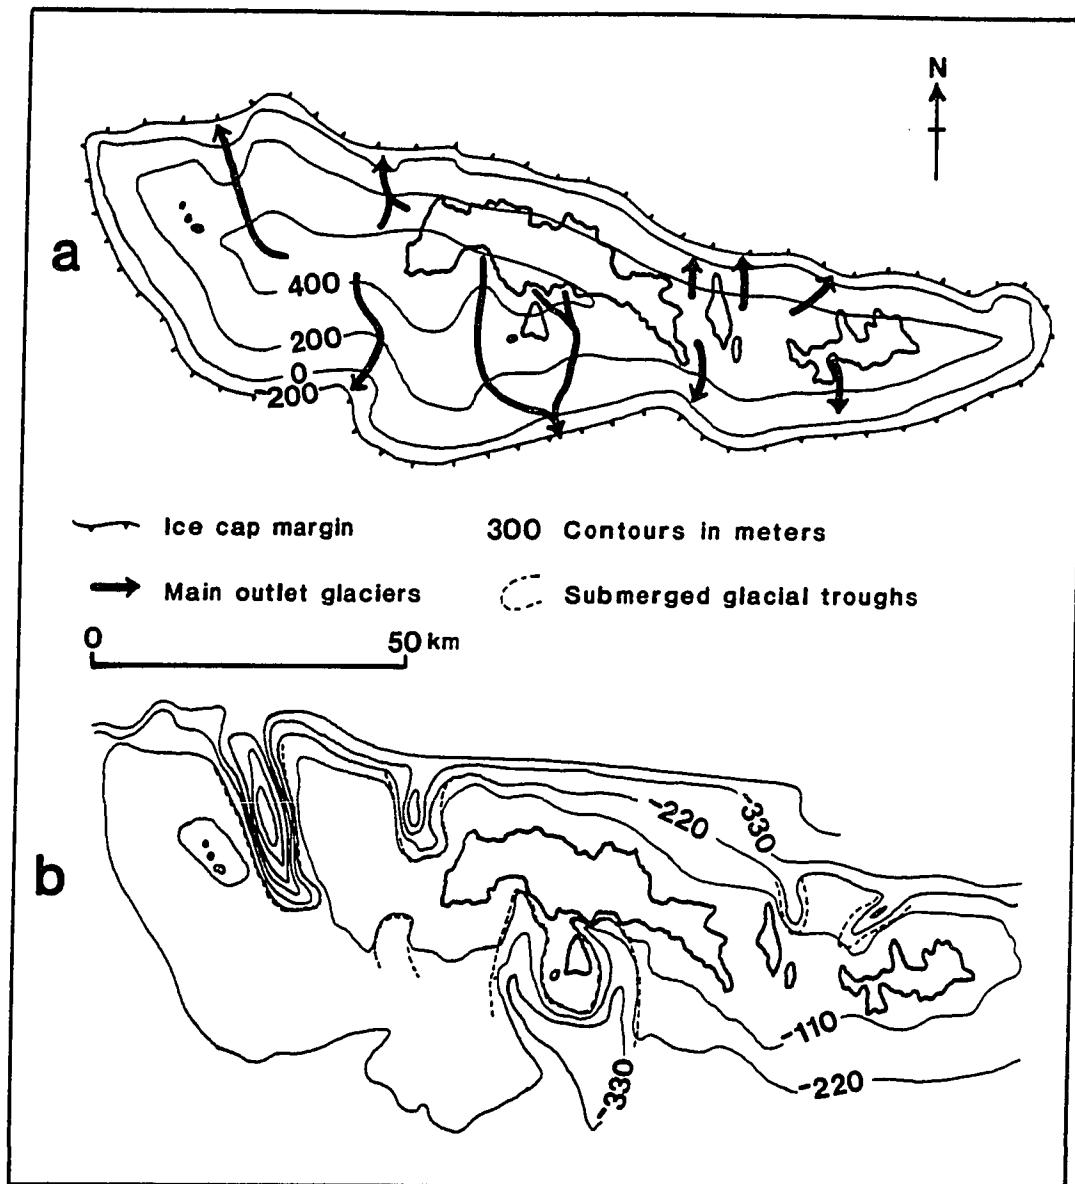 N
a
400
200
0
-200
Ice cap margin
300 Contours in meters
Main outlet glaciers
Submerged glacial troughs
0 50 km
b
-220
-330
-110
-220
-330